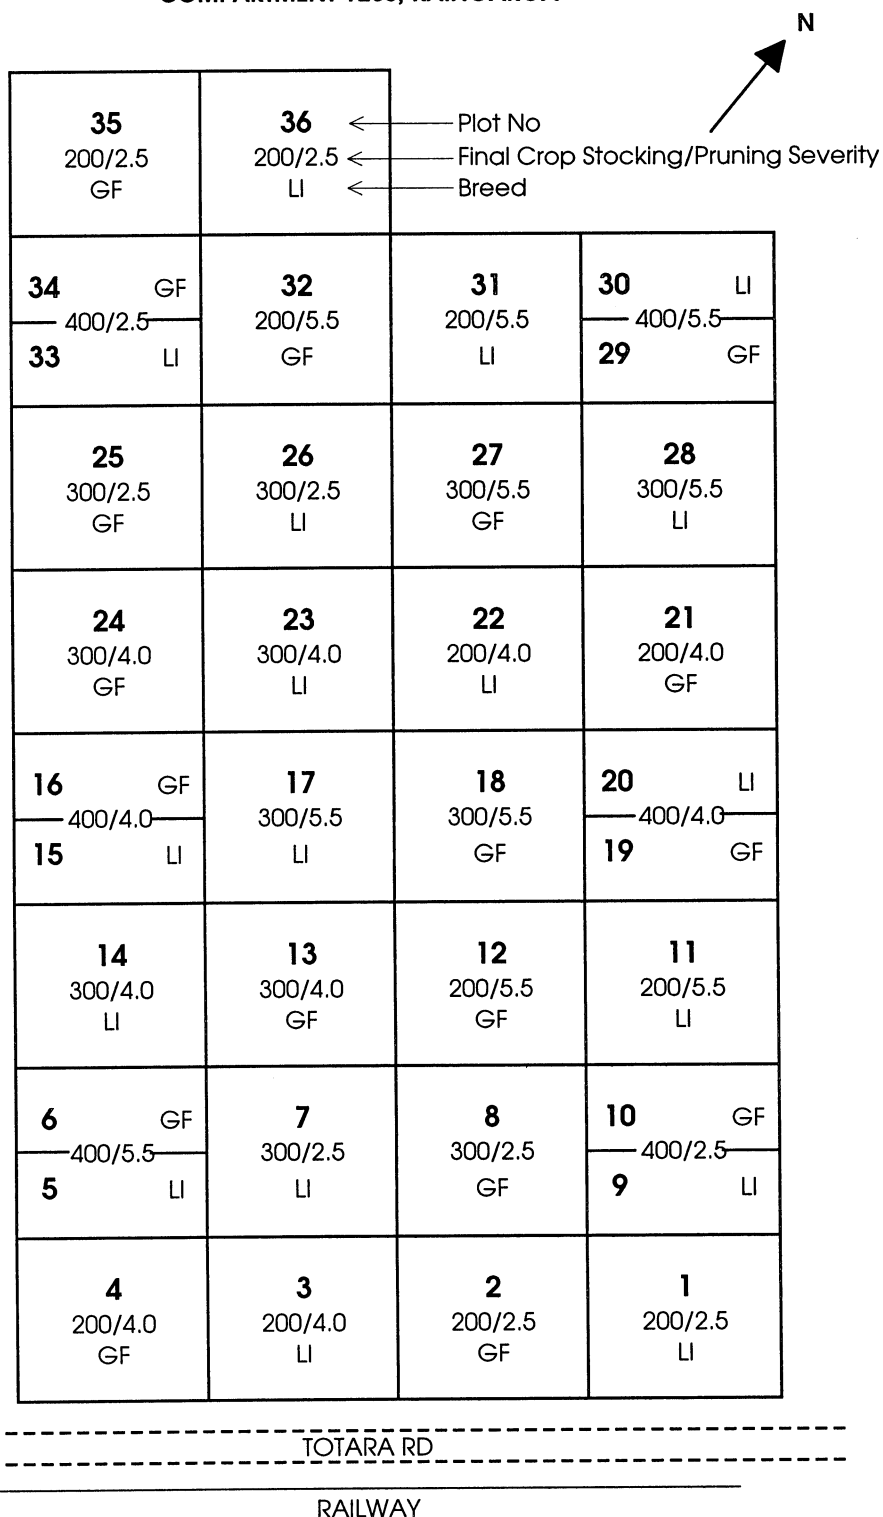 N
35
200/2.5
GF
36
200/2.5
LI
Plot No
Final Crop Stocking/Pruning Severity
Breed
34 GF
400/2.5
33 LI
32
200/5.5
GF
31
200/5.5
LI
30 LI
400/5.5
29 GF
25
300/2.5
GF
26
300/2.5
LI
27
300/5.5
GF
28
300/5.5
LI
24
300/4.0
GF
23
300/4.0
LI
22
200/4.0
LI
21
200/4.0
GF
16 GF
400/4.0
15 LI
17
300/5.5
LI
18
300/5.5
GF
20 LI
400/4.0
19 GF
14
300/4.0
LI
13
300/4.0
GF
12
200/5.5
GF
11
200/5.5
LI
6 GF
400/5.5
5 LI
7
300/2.5
LI
8
300/2.5
GF
10 GF
400/2.5
9 LI
4
200/4.0
GF
3
200/4.0
LI
2
200/2.5
GF
1
200/2.5
LI
TOTARA RD
RAILWAY